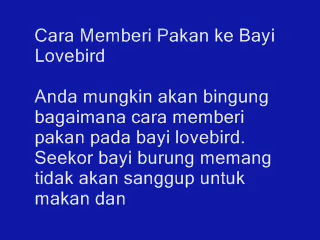 Cara Memberi Pakan ke Bayi
Lovebird
Anda mungkin akan bingung
bagaimana cara memberi
pakan pada bayi lovebird.
Seekor bayi burung memang
tidak akan sanggup untuk
makan dan